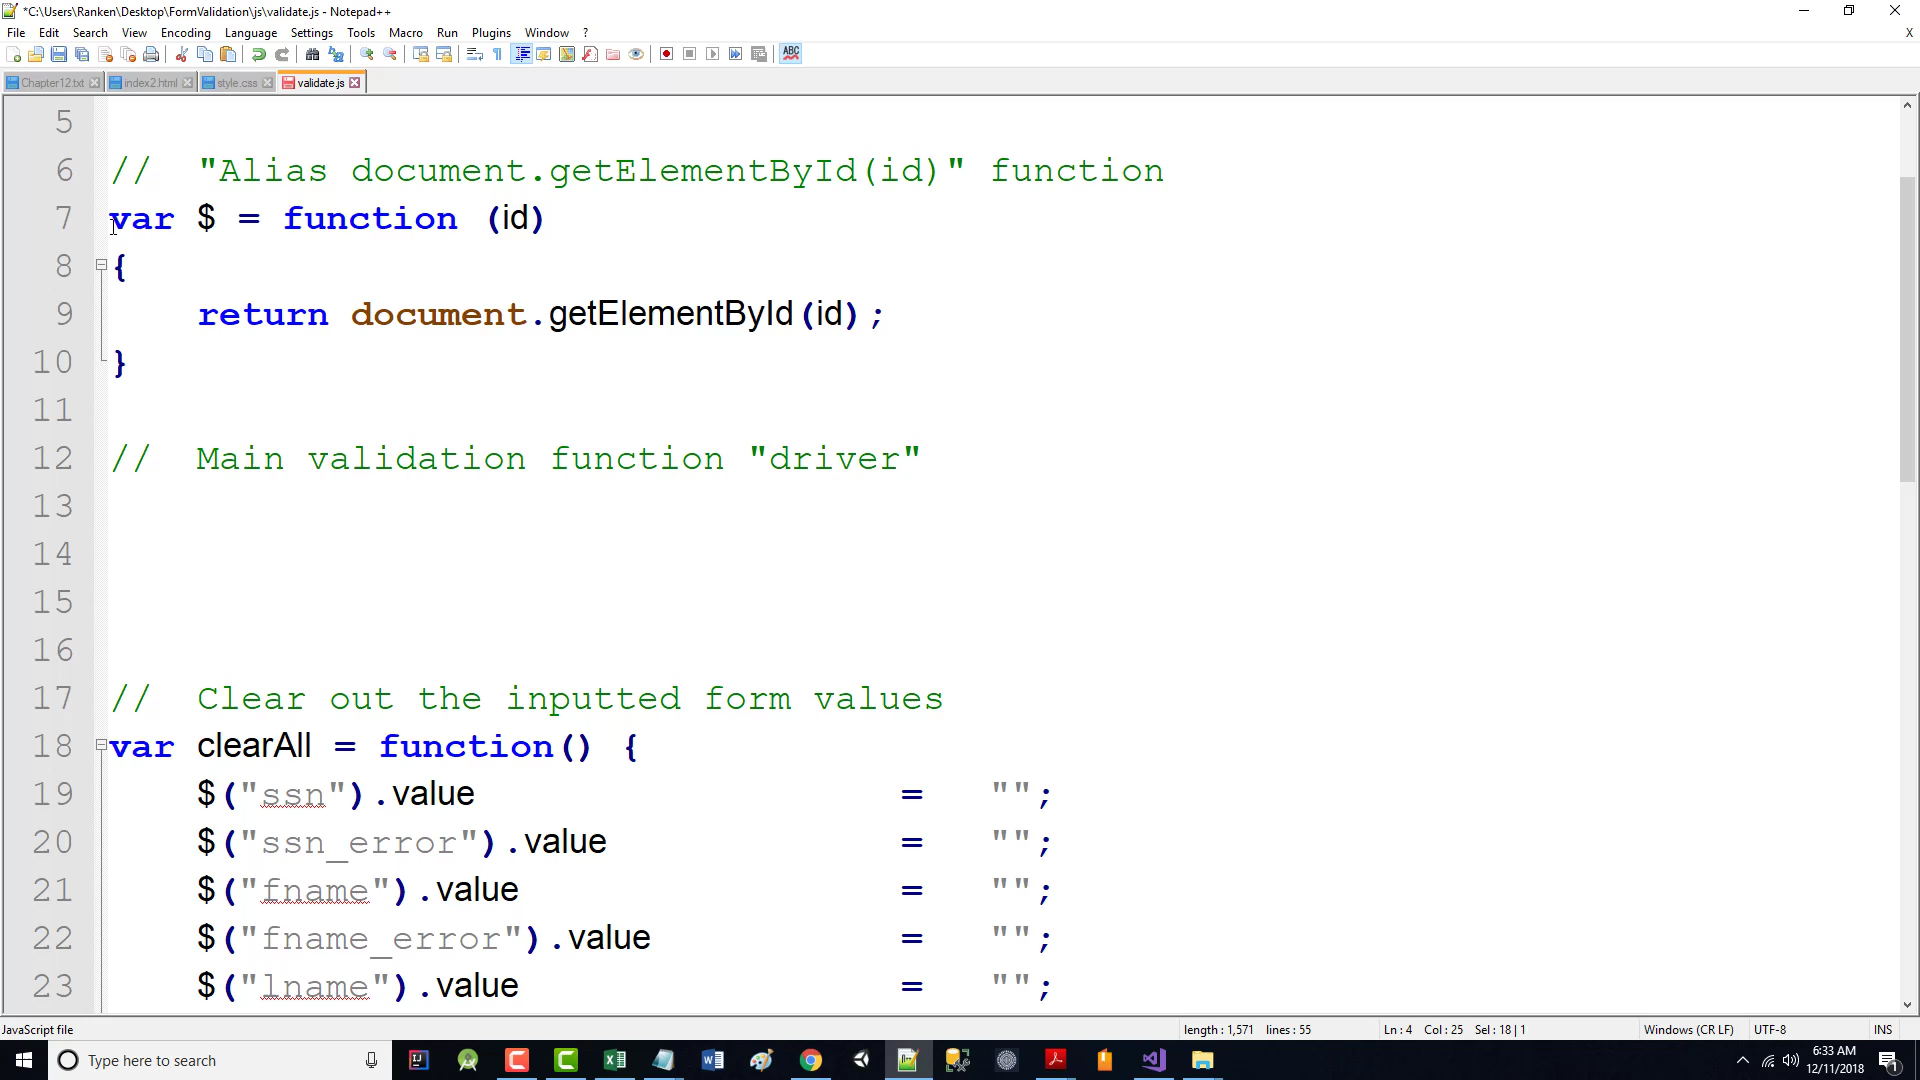 *C:\Users\Ranken\Desktop\FormValidation\js\validate.js - Notepad++
File Edit Search View Encoding Language Settings Tools Macro Run Plugins Window ? X
ABC
Chapter12.txt index2.html style.css validate.js
5
6 // "Alias document.getElementById(id)" function
7 var $ = function (id)
8 {
9 return document.getElementById(id);
10 }
11
12 // Main validation function "driver"
13
14
15
16
17 // Clear out the inputted form values
18 var clearAll = function() {
19 $("ssn").value = "";
20 $("ssn_error").value = "";
21 $("fname").value = "";
22 $("fname_error").value = "";
23 $("lname").value = "";
JavaScript file length : 1,571 lines : 55 Ln : 4 Col : 25 Sel : 18 | 1 Windows (CR LF) UTF-8 INS
Type here to search
6:33 AM
12/11/2018